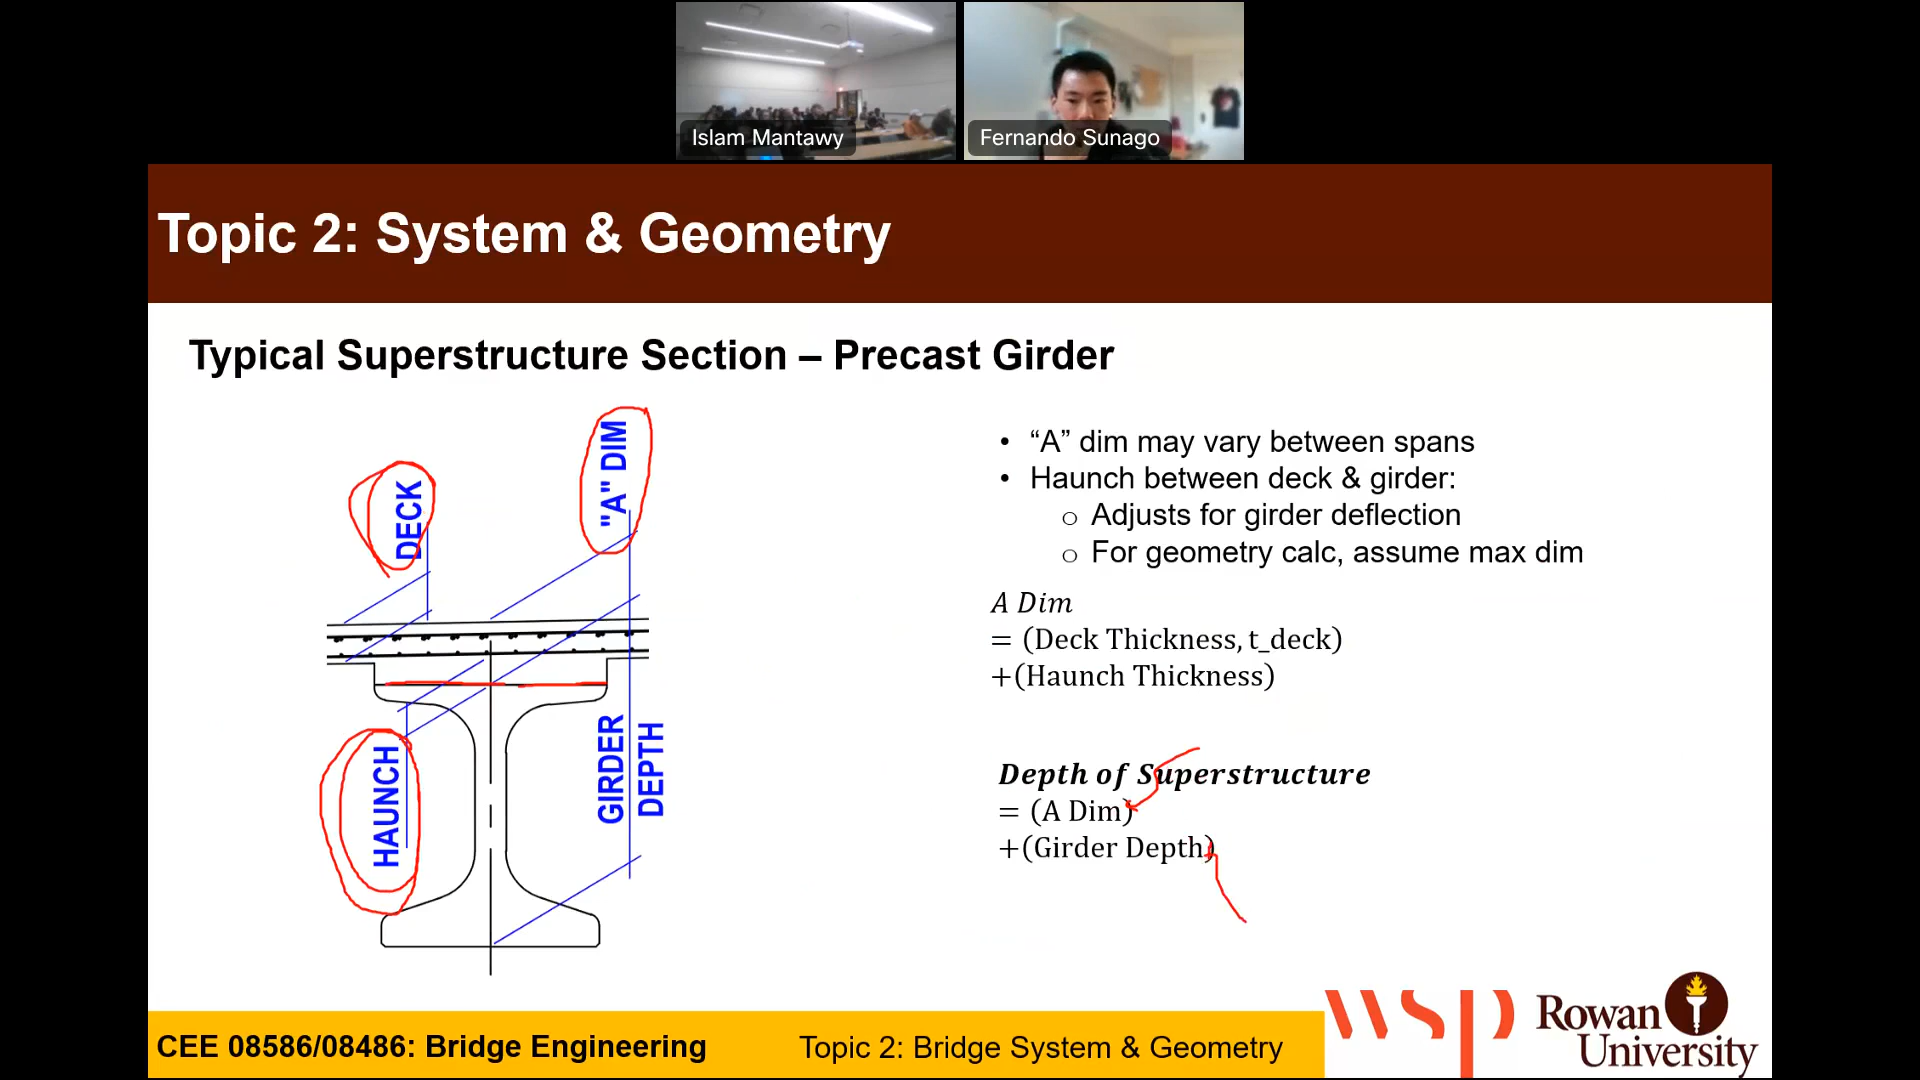 Islam Mantawy
Fernando Sunago
Topic 2: System & Geometry
Typical Superstructure Section – Precast Girder
DECK
"A" DIM
HAUNCH
GIRDER
DEPTH
• “A” dim may vary between spans
• Haunch between deck & girder:
o Adjusts for girder deflection
o For geometry calc, assume max dim
A Dim
= (Deck Thickness, t_deck)
+(Haunch Thickness)
Depth of Superstructure
= (A Dim)
+(Girder Depth)
CEE 08586/08486: Bridge Engineering
Topic 2: Bridge System & Geometry
wsp
Rowan
University